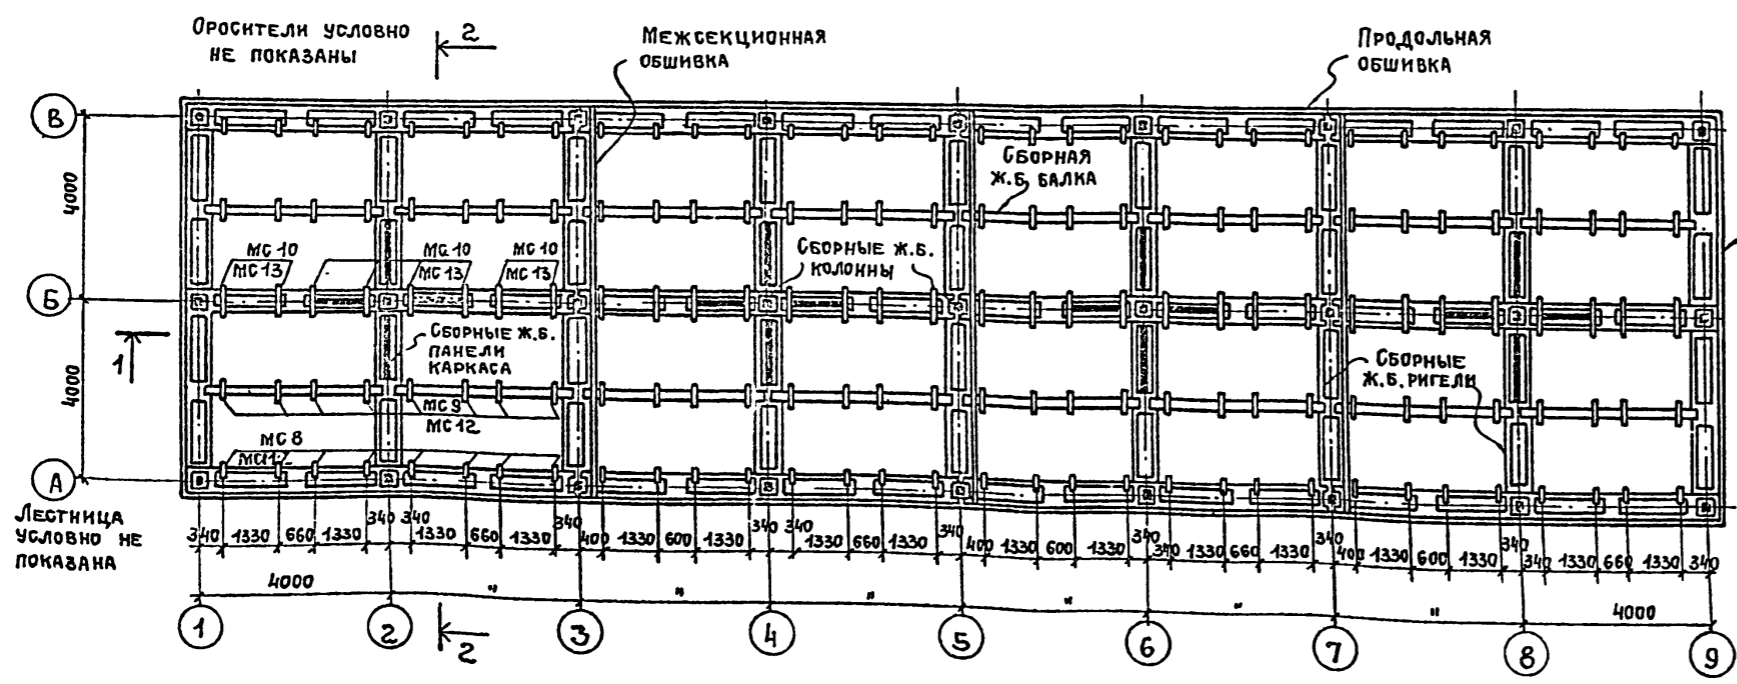 Оросители условно
не показаны
2
Межсекционная
обшивка
Продольная
обшивка
В
4000
Сборная
ж.б. балка
МС 10
МС 13
МС 10
МС 13
МС 10
МС 13
Сборные ж.б.
колонны
Б
1
Сборные ж.б.
панели
каркаса
Сборные
ж.б. ригели
4000
МС 9
МС 12
МС 8
А
Лестница
условно не
показана
340 1330 660 1330 340 340 1330 660 1330 340 400 1330 600 1330 340 340 1330 660 1330 340 400 1330 600 1330 340 340 1330 660 1330 340 400 1330 600 1330 340 340 1330 660 1330 340
4000 " " " " " " 4000
1 2 3 4 5 6 7 8 9
2